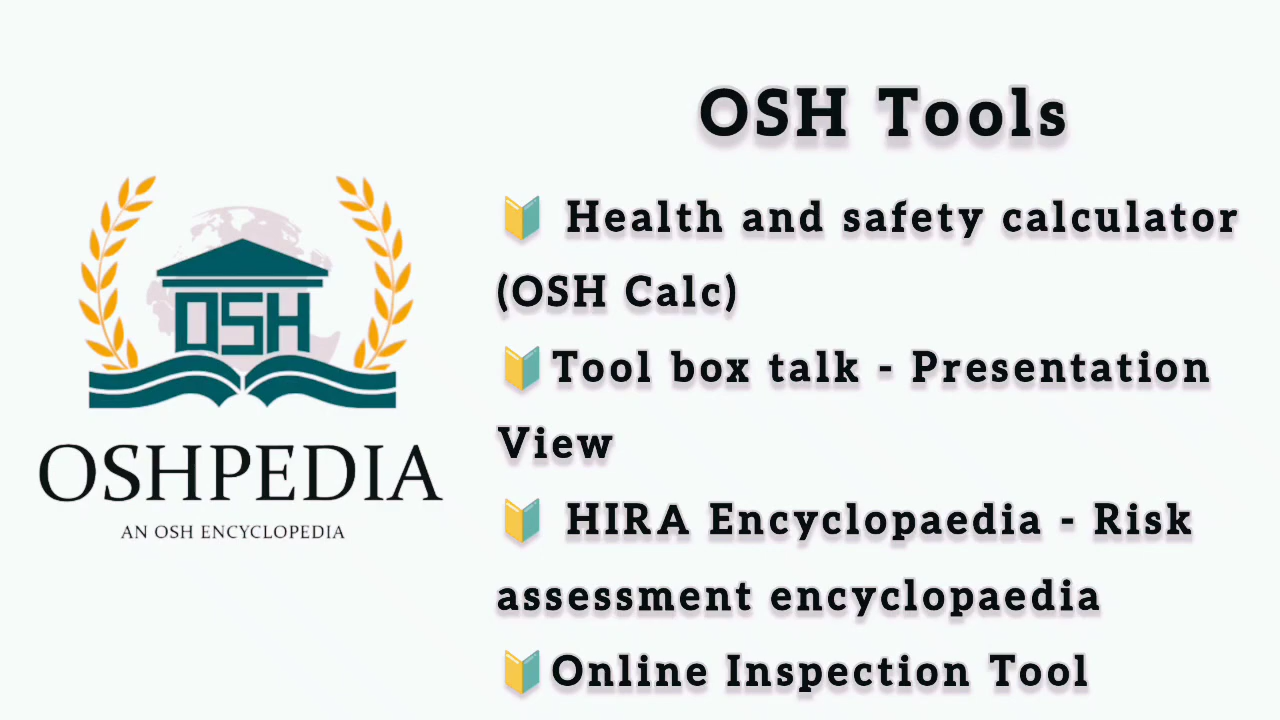 OSH Tools
🔰 Health and safety calculator
(OSH Calc)
🔰Tool box talk - Presentation
View
🔰 HIRA Encyclopaedia - Risk
assessment encyclopaedia
🔰Online Inspection Tool
OSH
OSHPEDIA
AN OSH ENCYCLOPEDIA